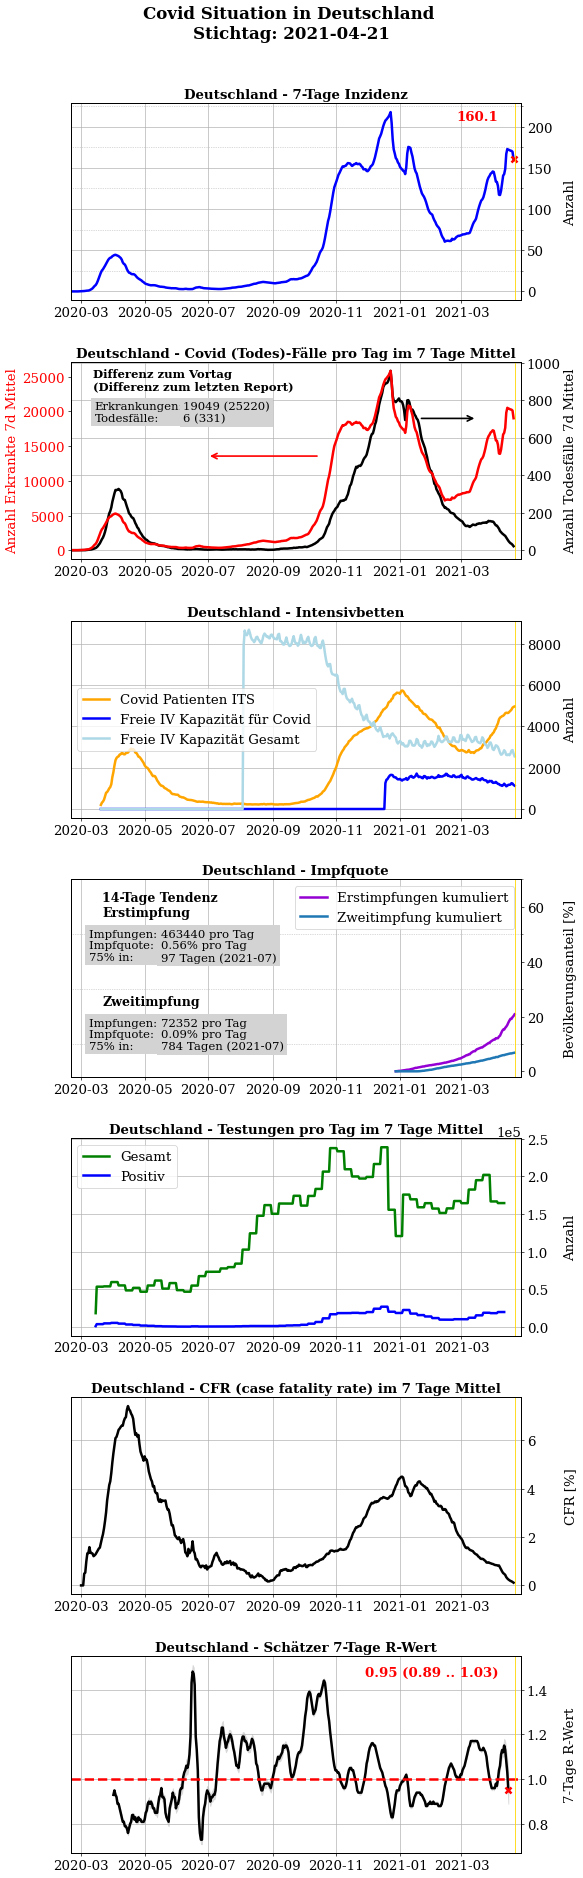 Covid Situation in Deutschland
Stichtag: 2021-04-21
Deutschland - 7-Tage Inzidenz
160.1
200
150
100
50
0
Anzahl
2020-03 2020-05 2020-07 2020-09 2020-11 2021-01 2021-03
Deutschland - Covid (Todes)-Fälle pro Tag im 7 Tage Mittel
Differenz zum Vortag
(Differenz zum letzten Report)
Erkrankungen 19049 (25220)
Todesfälle: 6 (331)
25000
20000
15000
10000
5000
0
Anzahl Erkrankte 7d Mittel
1000
800
600
400
200
0
Anzahl Todesfälle 7d Mittel
2020-03 2020-05 2020-07 2020-09 2020-11 2021-01 2021-03
Deutschland - Intensivbetten
Covid Patienten ITS
Freie IV Kapazität für Covid
Freie IV Kapazität Gesamt
8000
6000
4000
2000
0
Anzahl
2020-03 2020-05 2020-07 2020-09 2020-11 2021-01 2021-03
Deutschland - Impfquote
14-Tage Tendenz
Erstimpfung
Impfungen: 463440 pro Tag
Impfquote: 0.56% pro Tag
75% in: 97 Tagen (2021-07)
Zweitimpfung
Impfungen: 72352 pro Tag
Impfquote: 0.09% pro Tag
75% in: 784 Tagen (2021-07)
Erstimpfungen kumuliert
Zweitimpfung kumuliert
60
40
20
0
Bevölkerungsanteil [%]
2020-03 2020-05 2020-07 2020-09 2020-11 2021-01 2021-03
Deutschland - Testungen pro Tag im 7 Tage Mittel
1e5
Gesamt
Positiv
2.5
2.0
1.5
1.0
0.5
0.0
Anzahl
2020-03 2020-05 2020-07 2020-09 2020-11 2021-01 2021-03
Deutschland - CFR (case fatality rate) im 7 Tage Mittel
6
4
2
0
CFR [%]
2020-03 2020-05 2020-07 2020-09 2020-11 2021-01 2021-03
Deutschland - Schätzer 7-Tage R-Wert
0.95 (0.89 .. 1.03)
1.4
1.2
1.0
0.8
7-Tage R-Wert
2020-03 2020-05 2020-07 2020-09 2020-11 2021-01 2021-03